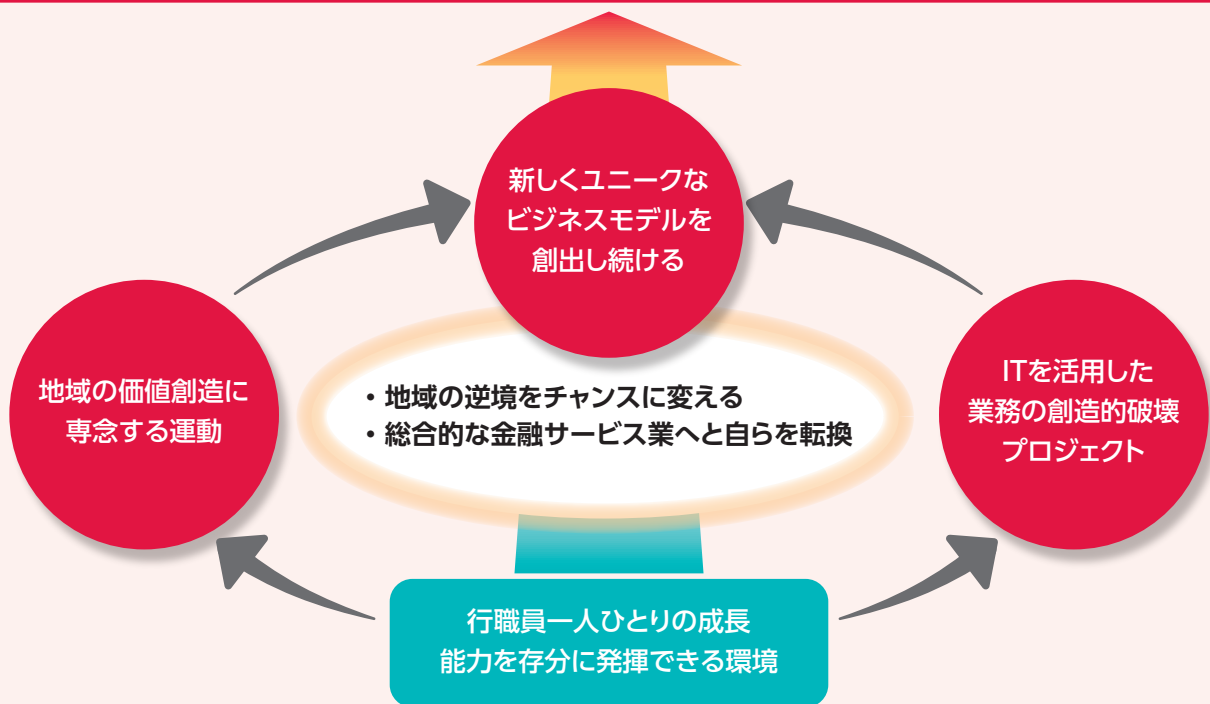 新しくユニークな
ビジネスモデルを
創出し続ける
地域の価値創造に
専念する運動
・地域の逆境をチャンスに変える
・総合的な金融サービス業へと自らを転換
ITを活用した
業務の創造的破壊
プロジェクト
行職員一人ひとりの成長
能力を存分に発揮できる環境